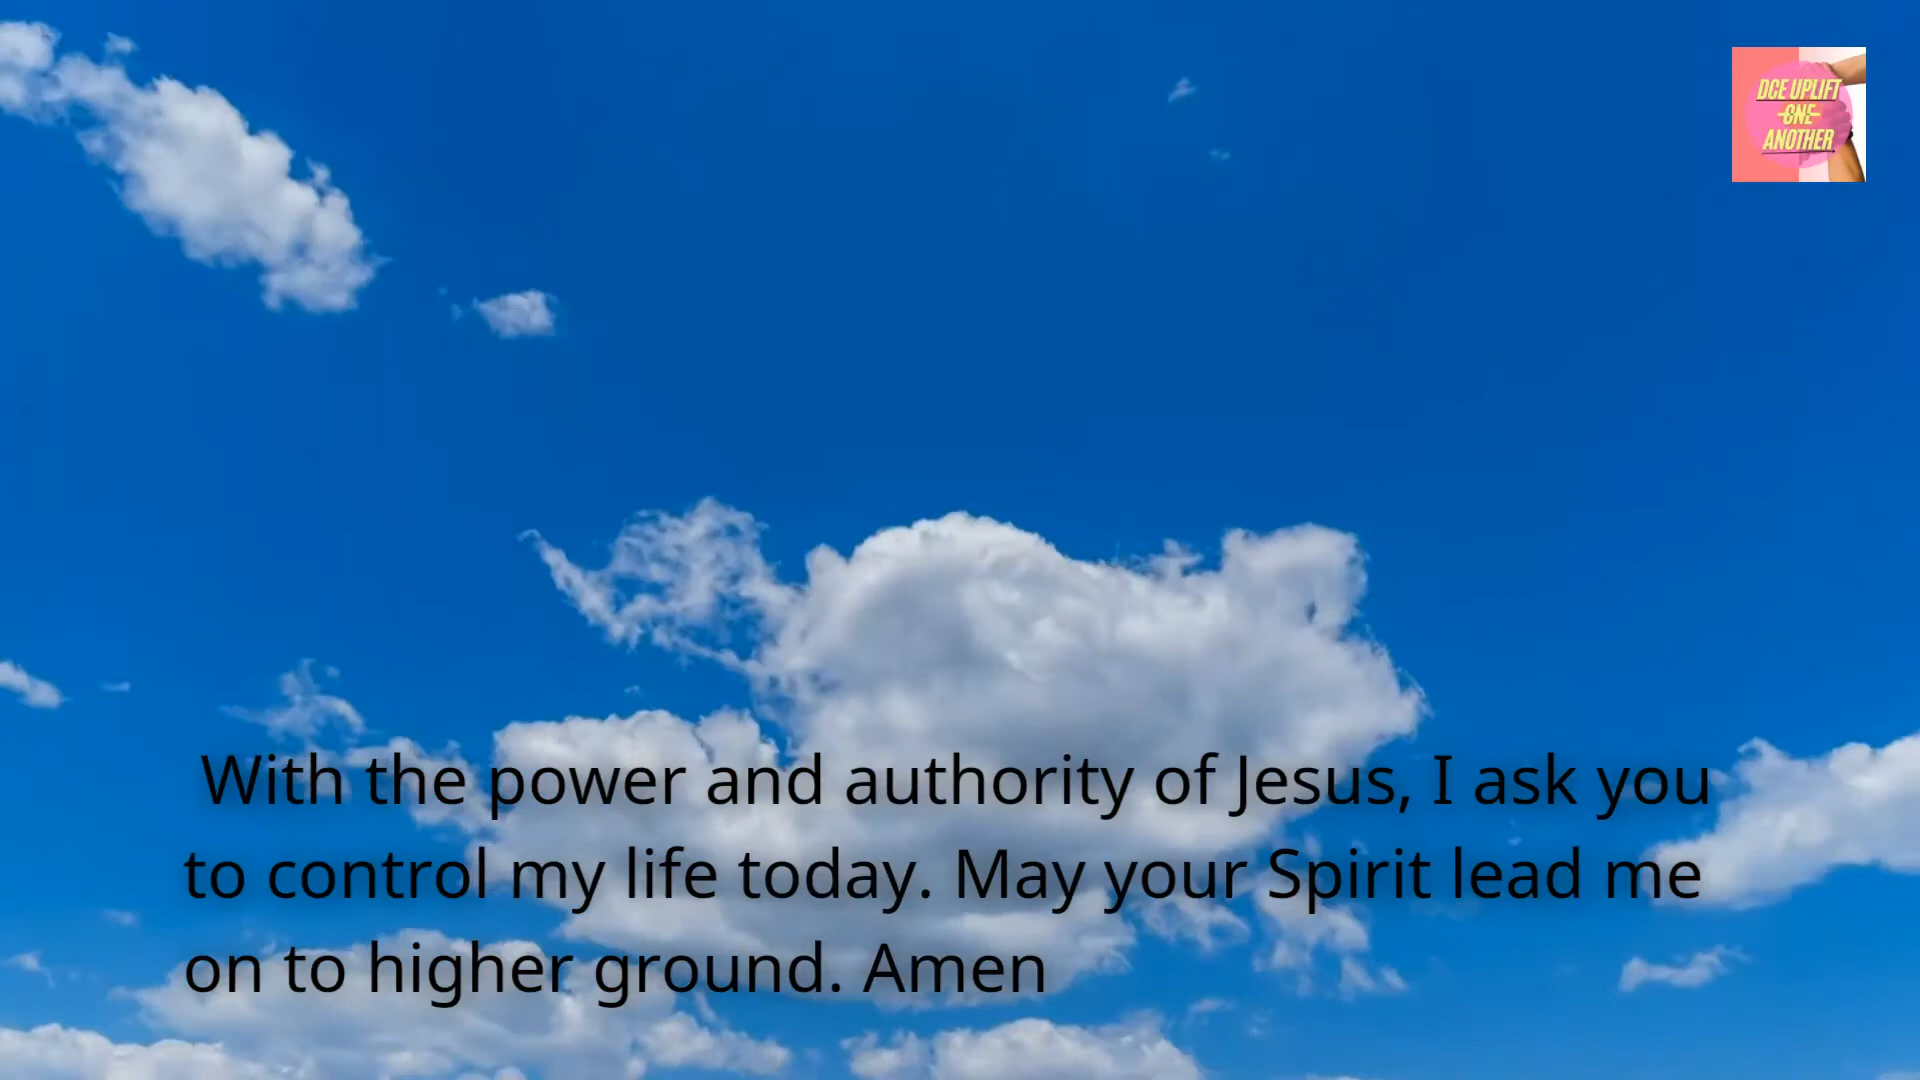 DCE UPLIFT
ONE
ANOTHER
With the power and authority of Jesus, I ask you
to control my life today. May your Spirit lead me
on to higher ground. Amen